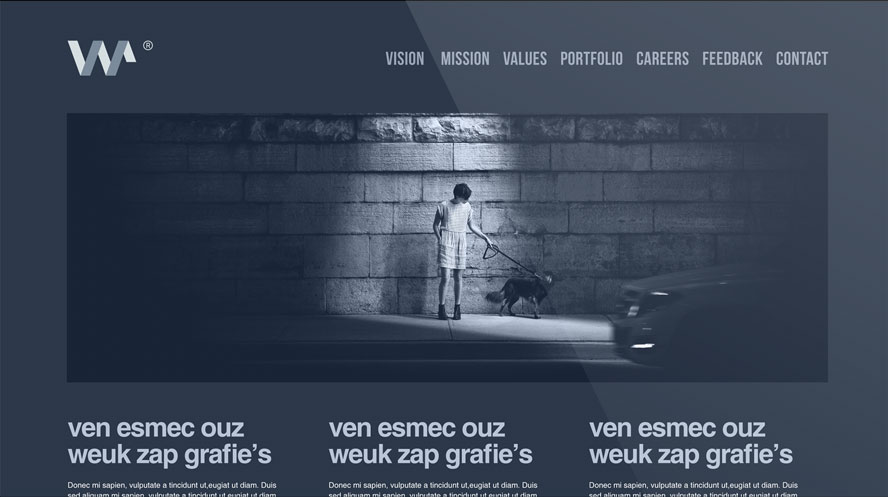 WA ®
VISION MISSION VALUES PORTFOLIO CAREERS FEEDBACK CONTACT
ven esmec ouz
weuk zap grafie’s
Donec mi sapien, vulputate a tincidunt ut,eugiat ut diam. Duis
sed aliquam mi sapien, vulputate a tincidunt ut,eugiat ut diam.
ven esmec ouz
weuk zap grafie’s
Donec mi sapien, vulputate a tincidunt ut,eugiat ut diam. Duis
sed aliquam mi sapien, vulputate a tincidunt ut,eugiat ut diam.
ven esmec ouz
weuk zap grafie’s
Donec mi sapien, vulputate a tincidunt ut,eugiat ut diam. Duis
sed aliquam mi sapien, vulputate a tincidunt ut,eugiat ut diam.